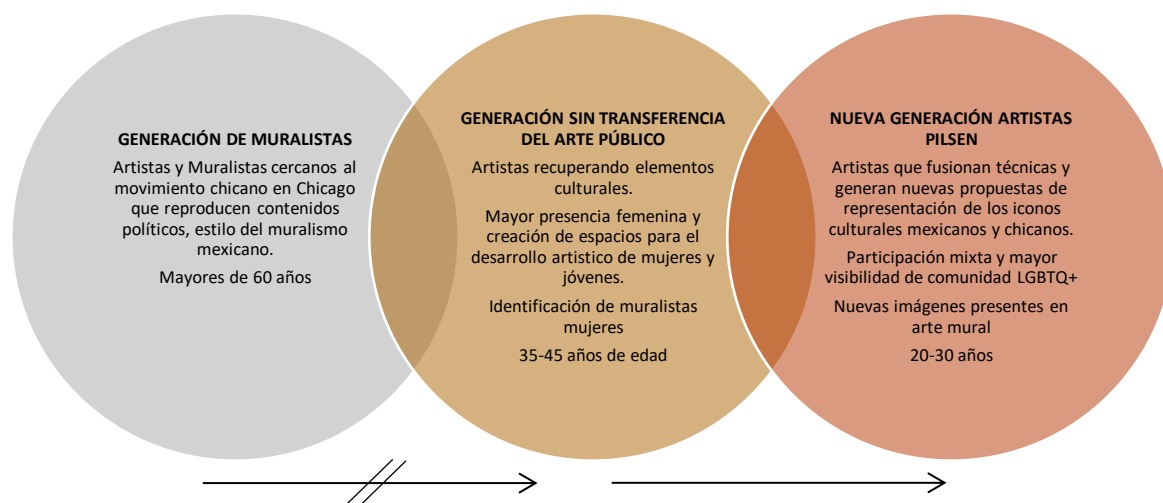 GENERACIÓN DE MURALISTAS
Artistas y Muralistas cercanos al
movimiento chicano en Chicago
que reproducen contenidos
políticos, estilo del muralismo
mexicano.
Mayores de 60 años
GENERACIÓN SIN TRANSFERENCIA
DEL ARTE PÚBLICO
Artistas recuperando elementos
culturales.
Mayor presencia femenina y
creación de espacios para el
desarrollo artistico de mujeres y
jóvenes.
Identificación de muralistas
mujeres
35-45 años de edad
NUEVA GENERACIÓN ARTISTAS
PILSEN
Artistas que fusionan técnicas y
generan nuevas propuestas de
representación de los iconos
culturales mexicanos y chicanos.
Participación mixta y mayor
visibilidad de comunidad LGBTQ+
Nuevas imágenes presentes en
arte mural
20-30 años